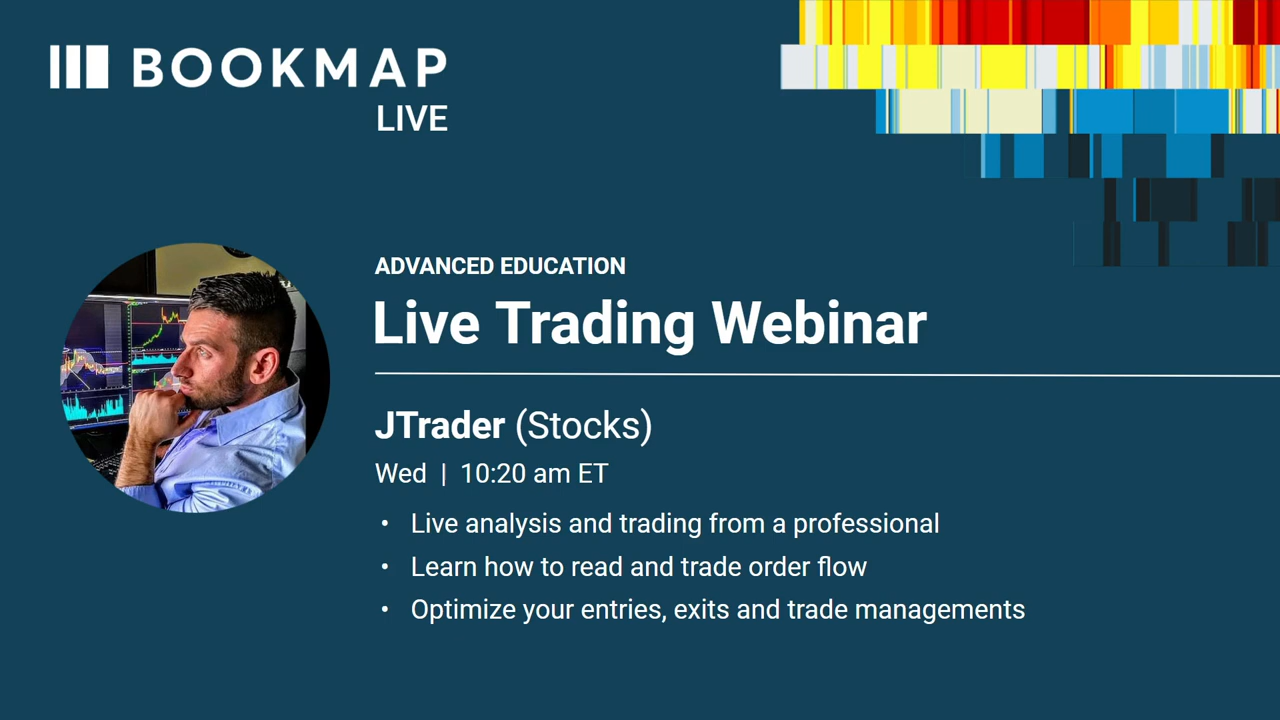 BOOKMAP
LIVE
ADVANCED EDUCATION
Live Trading Webinar
JTrader (Stocks)
Wed | 10:20 am ET
• Live analysis and trading from a professional
• Learn how to read and trade order flow
• Optimize your entries, exits and trade managements